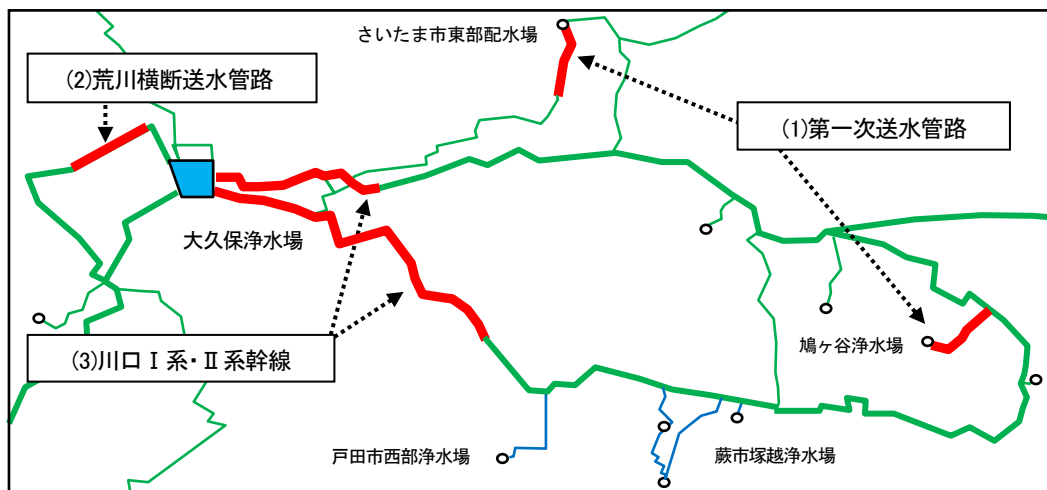 さいたま市東部配水場
(2)荒川横断送水管路
(1)第一次送水管路
大久保浄水場
鳩ヶ谷浄水場
(3)川口Ⅰ系・Ⅱ系幹線
戸田市西部浄水場
蕨市塚越浄水場